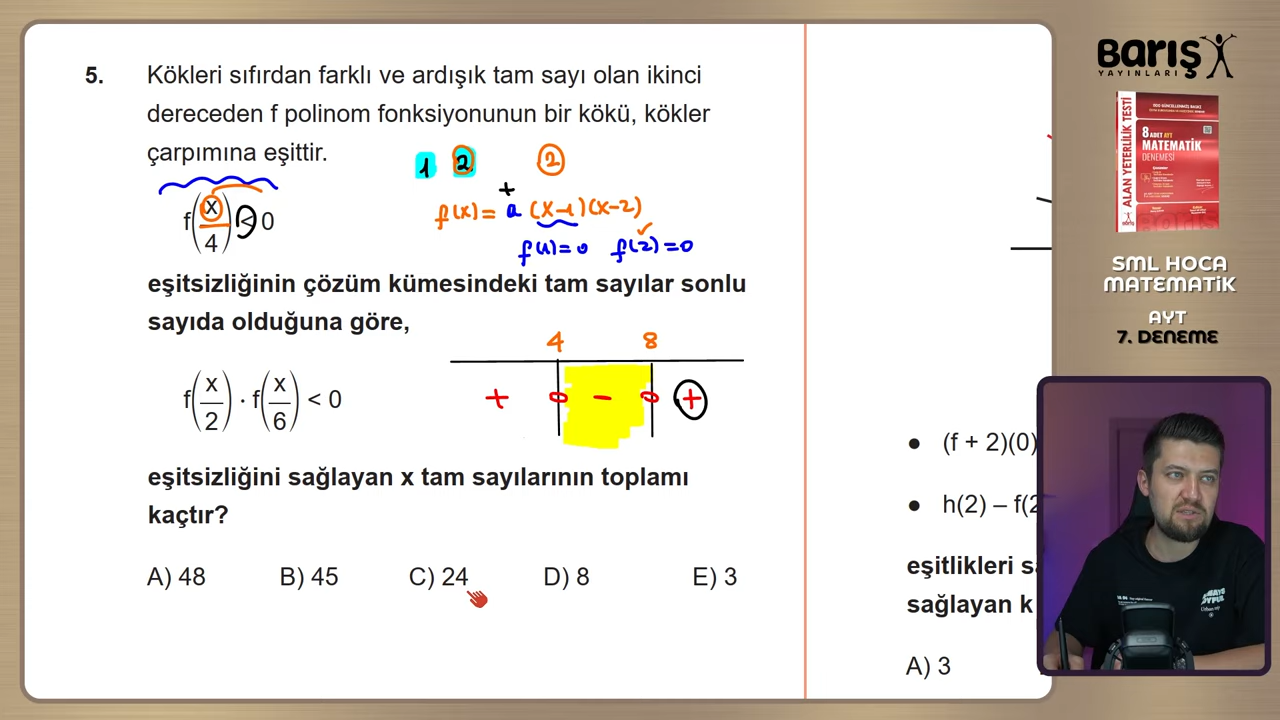 5. Kökleri sıfırdan farklı ve ardışık tam sayı olan ikinci
dereceden f polinom fonksiyonunun bir kökü, kökler
çarpımına eşittir.
1 2 2
f(x/4) < 0
f(x) = a (x-1)(x-2)
+
f(1)=0 f(2)=0
eşitsizliğinin çözüm kümesindeki tam sayılar sonlu
sayıda olduğuna göre,
4 8
+ - +
f(x/2) · f(x/6) < 0
eşitsizliğini sağlayan x tam sayılarının toplamı
kaçtır?
A) 48 B) 45 C) 24 D) 8 E) 3
• (f + 2)(0)
• h(2) – f(2
eşitlikleri s
sağlayan k
A) 3
BARIŞ
YAYINLARI
ALAN YETERLİLİK TESTİ
8 ADET AYT
MATEMATİK
DENEMESİ
SML HOCA
MATEMATİK
AYT
7. DENEME